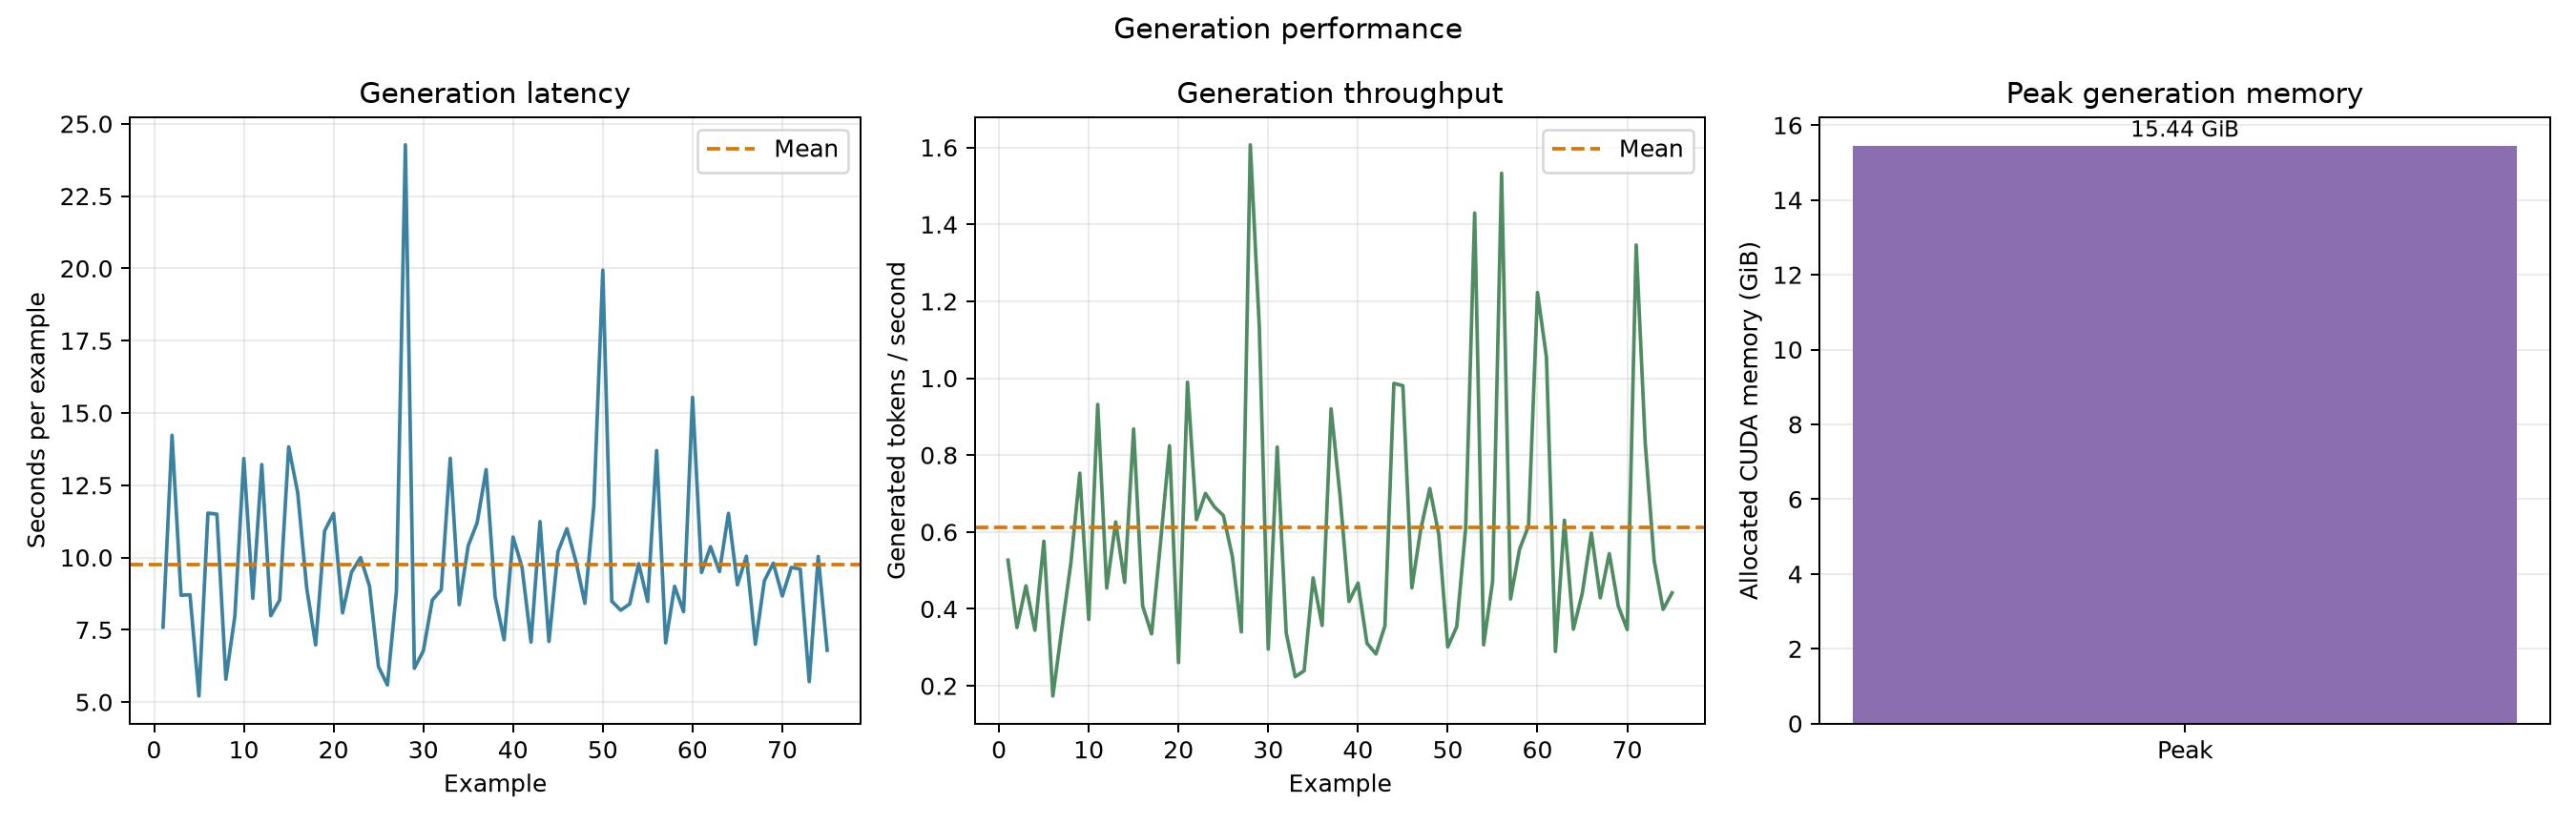 Generation performance
Generation latency
25.0
22.5
20.0
17.5
15.0
12.5
10.0
7.5
5.0
Seconds per example
Mean
0 10 20 30 40 50 60 70
Example
Generation throughput
1.6
1.4
1.2
1.0
0.8
0.6
0.4
0.2
Generated tokens / second
Mean
0 10 20 30 40 50 60 70
Example
Peak generation memory
16
14
12
10
8
6
4
2
0
Allocated CUDA memory (GiB)
15.44 GiB
Peak